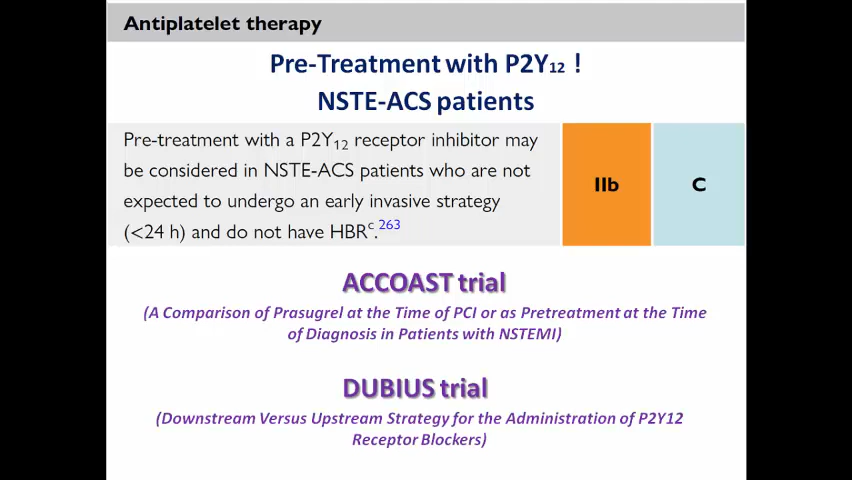 Antiplatelet therapy
Pre-Treatment with P2Y₁₂ !
NSTE-ACS patients
Pre-treatment with a P2Y₁₂ receptor inhibitor may
be considered in NSTE-ACS patients who are not
expected to undergo an early invasive strategy
(<24 h) and do not have HBRᶜ.²⁶³
IIb
C
ACCOAST trial
(A Comparison of Prasugrel at the Time of PCI or as Pretreatment at the Time
of Diagnosis in Patients with NSTEMI)
DUBIUS trial
(Downstream Versus Upstream Strategy for the Administration of P2Y12
Receptor Blockers)